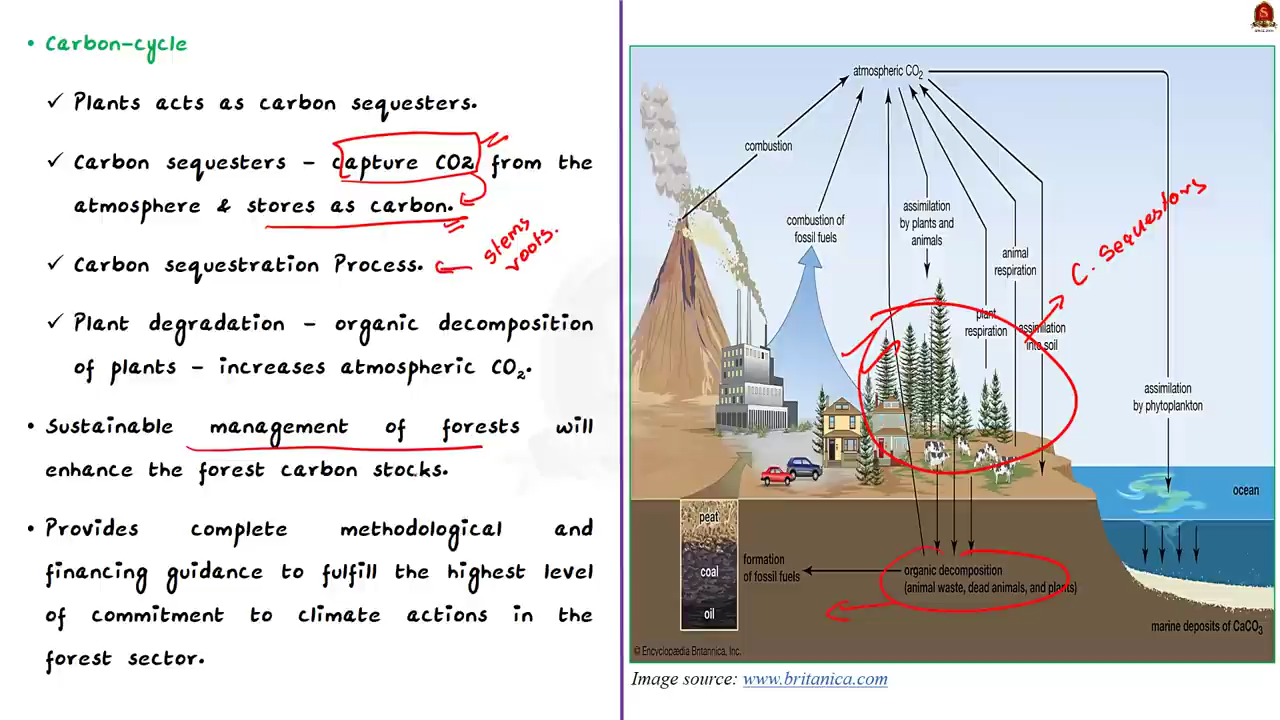 • Carbon-cycle
✓ Plants acts as carbon sequesters.
✓ Carbon sequesters – capture CO2 from the
atmosphere & stores as carbon.
stems
roots.
✓ Carbon sequestration Process.
✓ Plant degradation – organic decomposition
of plants – increases atmospheric CO₂.
• Sustainable management of forests will
enhance the forest carbon stocks.
• Provides complete methodological and
financing guidance to fulfill the highest level
of commitment to climate actions in the
forest sector.
atmospheric CO₂
combustion
combustion of
fossil fuels
assimilation
by plants and
animals
animal
respiration
plant
respiration
assimilation
into soil
C. sequestors
assimilation
by phytoplankton
ocean
peat
coal
oil
formation
of fossil fuels
organic decomposition
(animal waste, dead animals, and plants)
marine deposits of CaCO₃
© Encyclopædia Britannica, Inc.
Image source: www.britanica.com